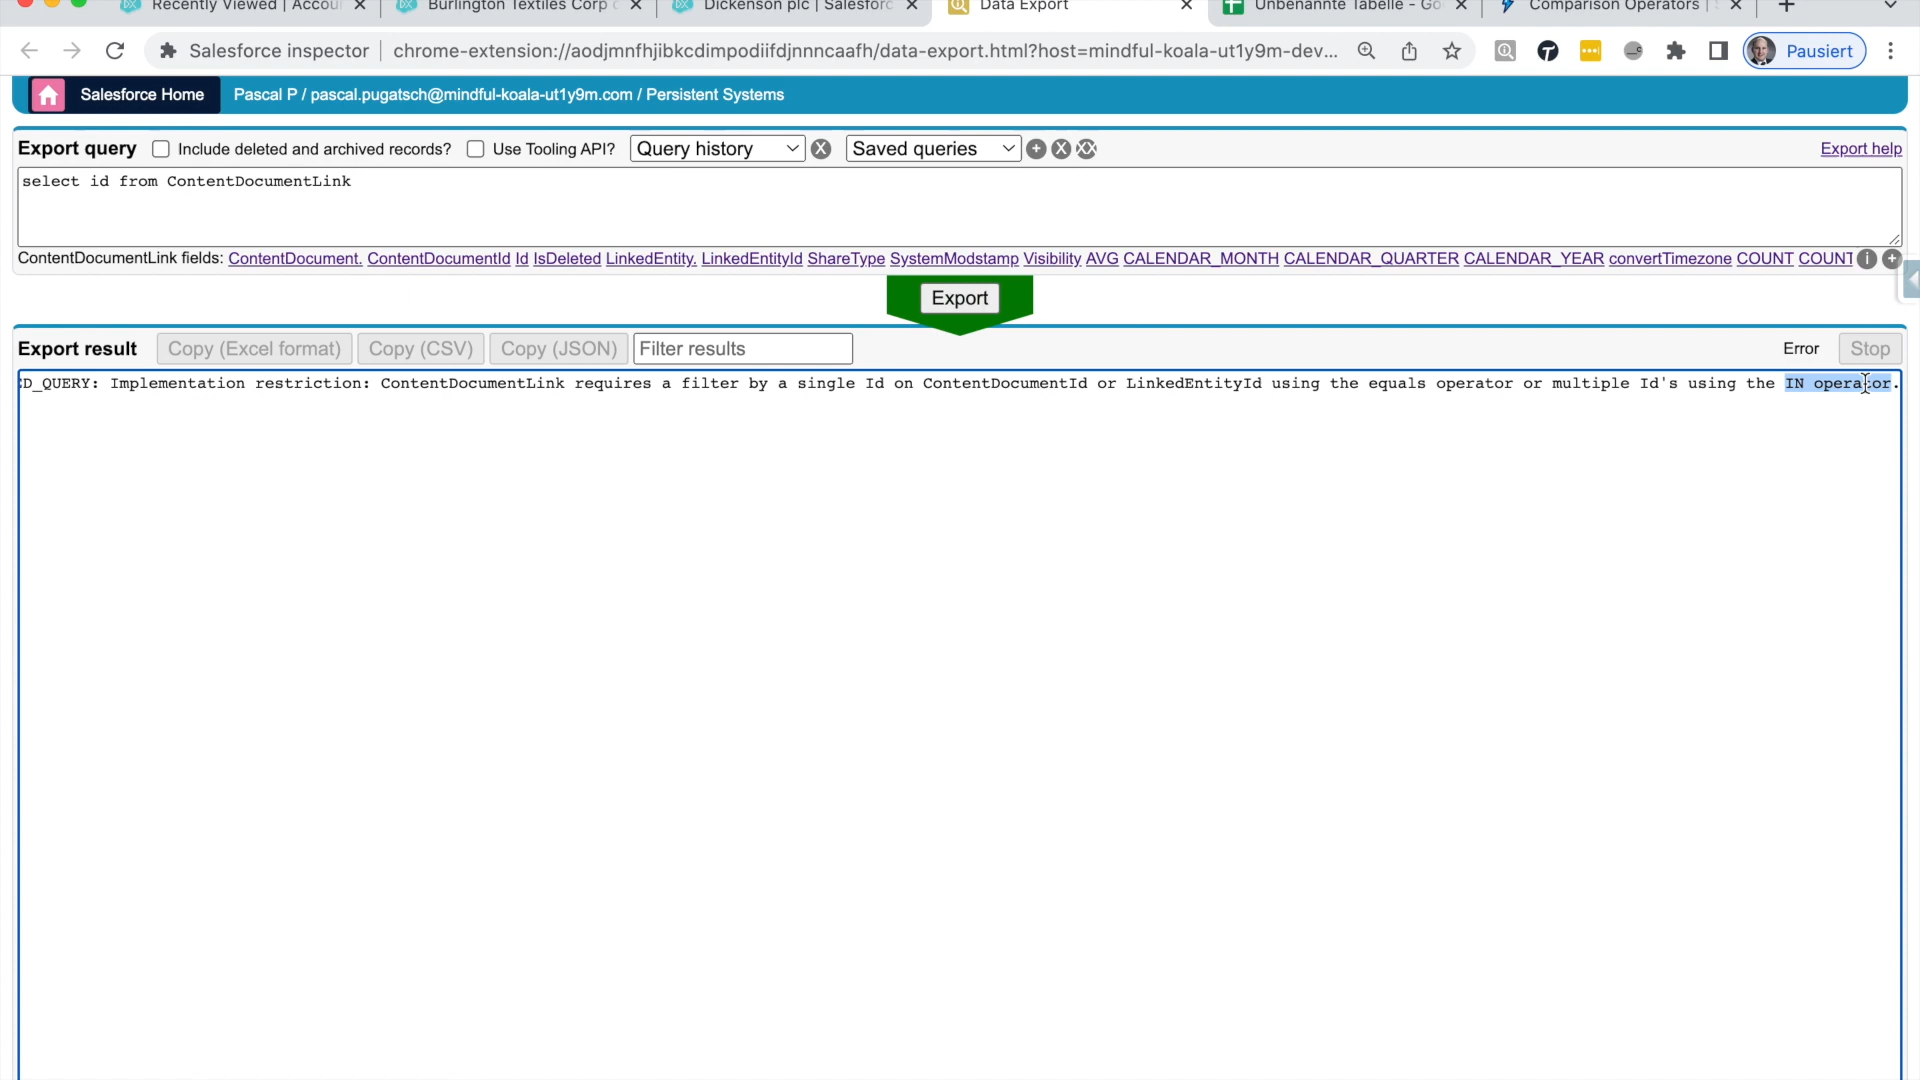 Recently Viewed | Accou
Burlington Textiles Corp
Dickenson plc | Salesforc
Data Export
Unbenannte Tabelle - Go
Comparison Operators |
Salesforce inspector
chrome-extension://aodjmnfhjibkcdimpodiifdjnnncaafh/data-export.html?host=mindful-koala-ut1y9m-dev...
Pausiert
Salesforce Home
Pascal P / pascal.pugatsch@mindful-koala-ut1y9m.com / Persistent Systems
Export query
Include deleted and archived records?
Use Tooling API?
Query history
X
Saved queries
+
X
XX
Export help
select id from ContentDocumentLink
ContentDocumentLink fields: ContentDocument. ContentDocumentId Id IsDeleted LinkedEntity. LinkedEntityId ShareType SystemModstamp Visibility AVG CALENDAR_MONTH CALENDAR_QUARTER CALENDAR_YEAR convertTimezone COUNT COUNT
i
+
Export
Export result
Copy (Excel format)
Copy (CSV)
Copy (JSON)
Filter results
Error
Stop
D_QUERY: Implementation restriction: ContentDocumentLink requires a filter by a single Id on ContentDocumentId or LinkedEntityId using the equals operator or multiple Id's using the IN operator.